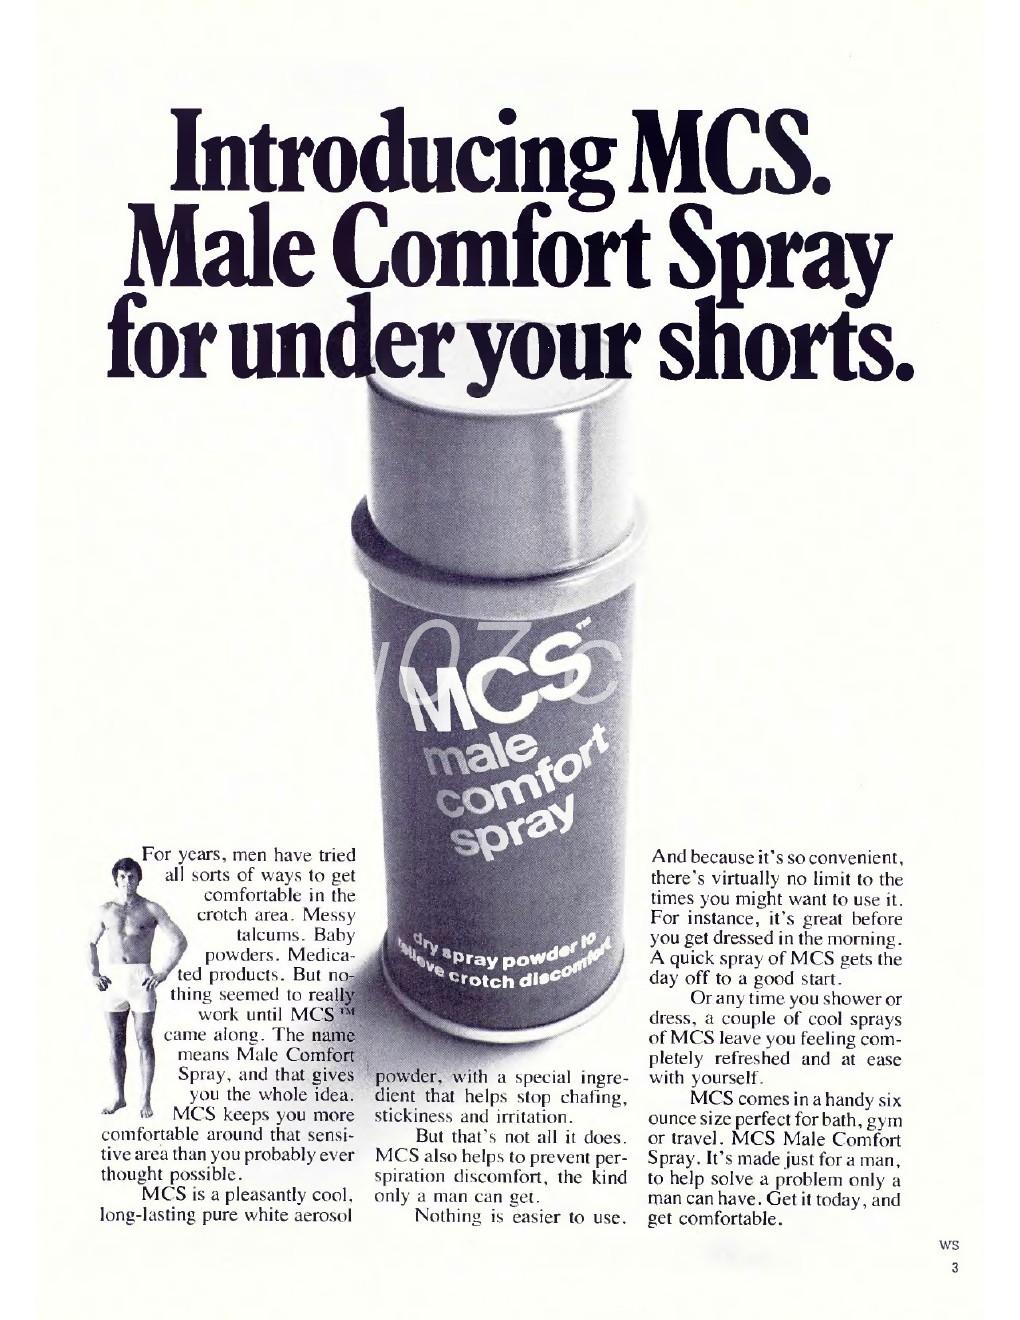 Introducing MCS.
Male Comfort Spray
for under your shorts.
MCS™
male
comfort
spray
dry spray powder to
relieve crotch discomfort
For years, men have tried
all sorts of ways to get
comfortable in the
crotch area. Messy
talcums. Baby
powders. Medica-
ted products. But no-
thing seemed to really
work until MCS™
came along. The name
means Male Comfort
Spray, and that gives
you the whole idea.
MCS keeps you more
comfortable around that sensi-
tive area than you probably ever
thought possible.
MCS is a pleasantly cool,
long-lasting pure white aerosol
powder, with a special ingre-
dient that helps stop chafing,
stickiness and irritation.
But that's not all it does.
MCS also helps to prevent per-
spiration discomfort, the kind
only a man can get.
Nothing is easier to use.
And because it's so convenient,
there's virtually no limit to the
times you might want to use it.
For instance, it's great before
you get dressed in the morning.
A quick spray of MCS gets the
day off to a good start.
Or any time you shower or
dress, a couple of cool sprays
of MCS leave you feeling com-
pletely refreshed and at ease
with yourself.
MCS comes in a handy six
ounce size perfect for bath, gym
or travel. MCS Male Comfort
Spray. It's made just for a man,
to help solve a problem only a
man can have. Get it today, and
get comfortable.
WS
3